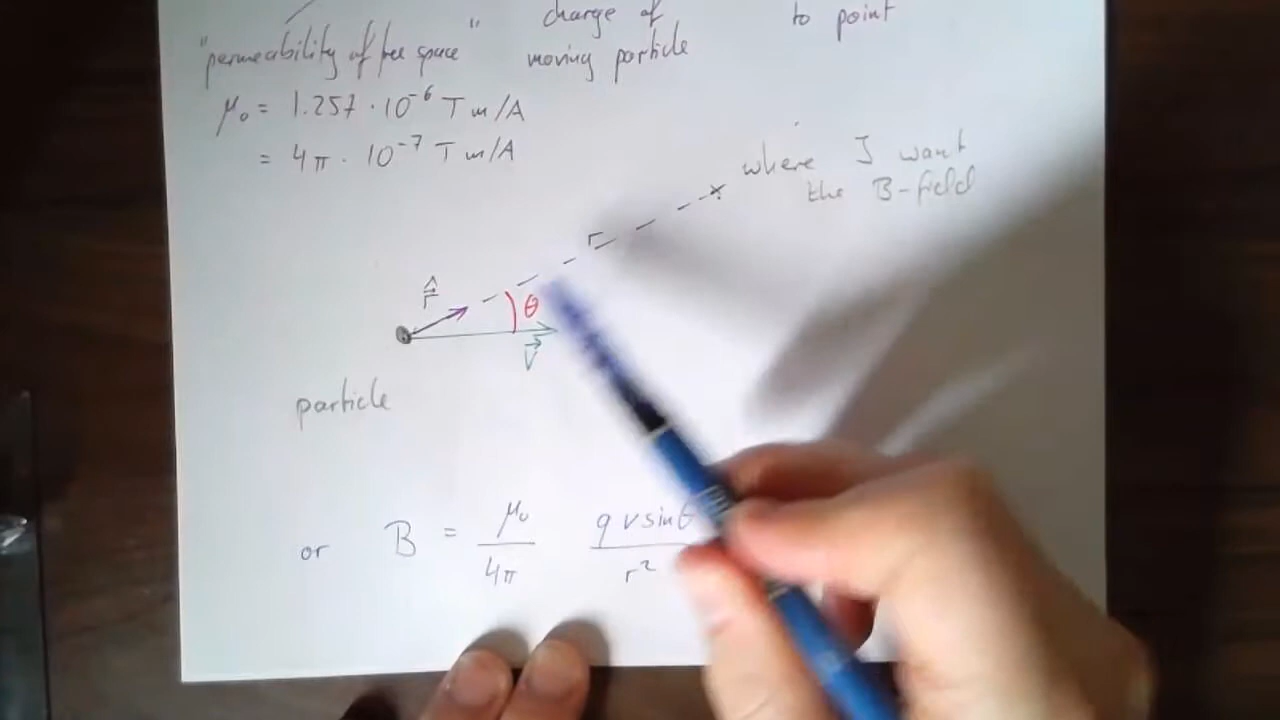 charge of
to point
"permeability of free space"
moving particle
μ₀ = 1.257 · 10⁻⁶ T m/A
= 4π · 10⁻⁷ T m/A
where I want
the B-field
r
r̂
θ
v⃗
particle
or B = μ₀/4π q v sinθ/r²